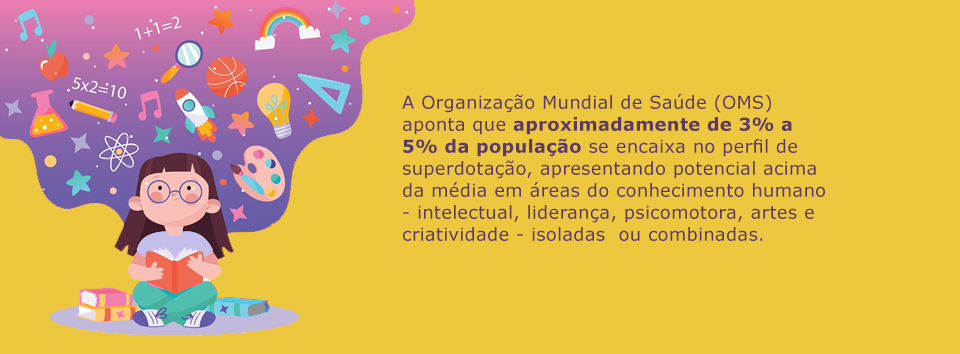 1+1=2
5x2=10
A Organização Mundial de Saúde (OMS)
aponta que aproximadamente de 3% a
5% da população se encaixa no perfil de
superdotação, apresentando potencial acima
da média em áreas do conhecimento humano
- intelectual, liderança, psicomotora, artes e
criatividade - isoladas  ou combinadas.